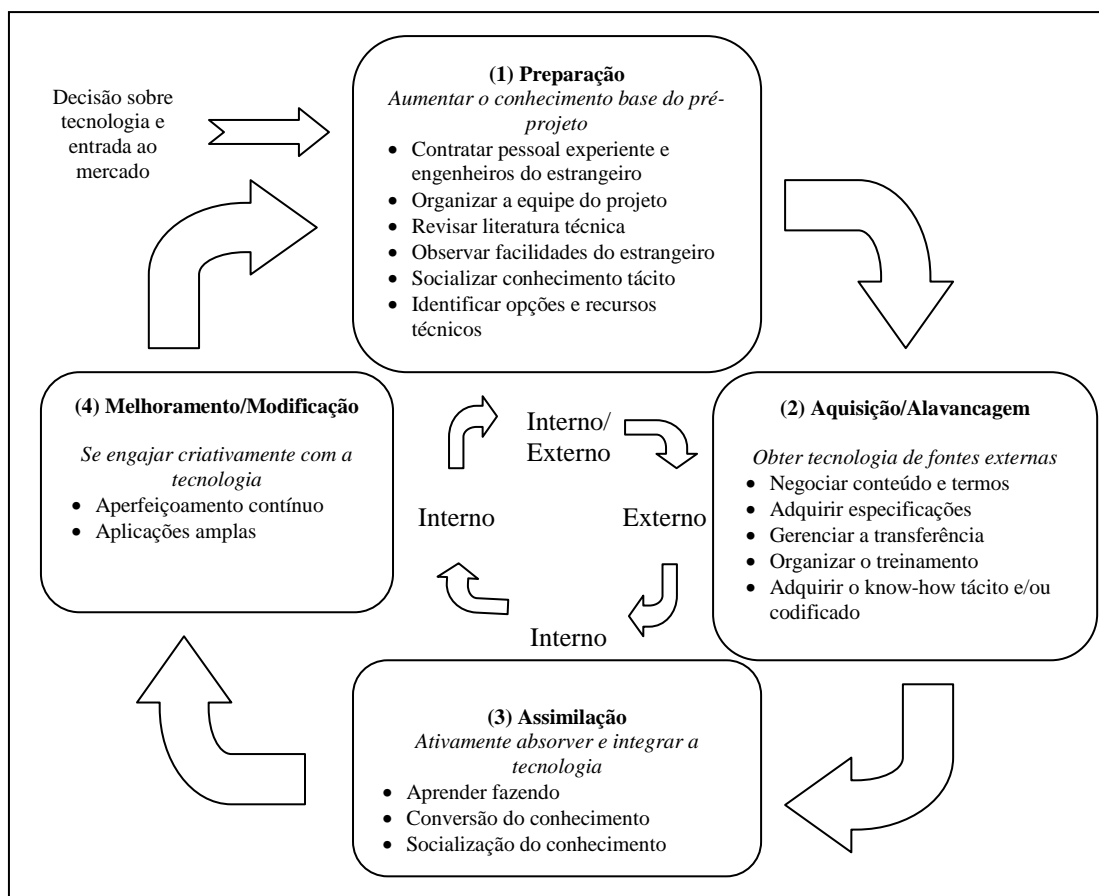 Decisão sobre
tecnologia e
entrada ao
mercado
(1) Preparação
Aumentar o conhecimento base do pré-
projeto
• Contratar pessoal experiente e
engenheiros do estrangeiro
• Organizar a equipe do projeto
• Revisar literatura técnica
• Observar facilidades do estrangeiro
• Socializar conhecimento tácito
• Identificar opções e recursos
técnicos
(4) Melhoramento/Modificação
Se engajar criativamente com a
tecnologia
• Aperfeiçoamento contínuo
• Aplicações amplas
Interno/
Externo
Interno
Externo
Interno
(2) Aquisição/Alavancagem
Obter tecnologia de fontes externas
• Negociar conteúdo e termos
• Adquirir especificações
• Gerenciar a transferência
• Organizar o treinamento
• Adquirir o know-how tácito e/ou
codificado
(3) Assimilação
Ativamente absorver e integrar a
tecnologia
• Aprender fazendo
• Conversão do conhecimento
• Socialização do conhecimento